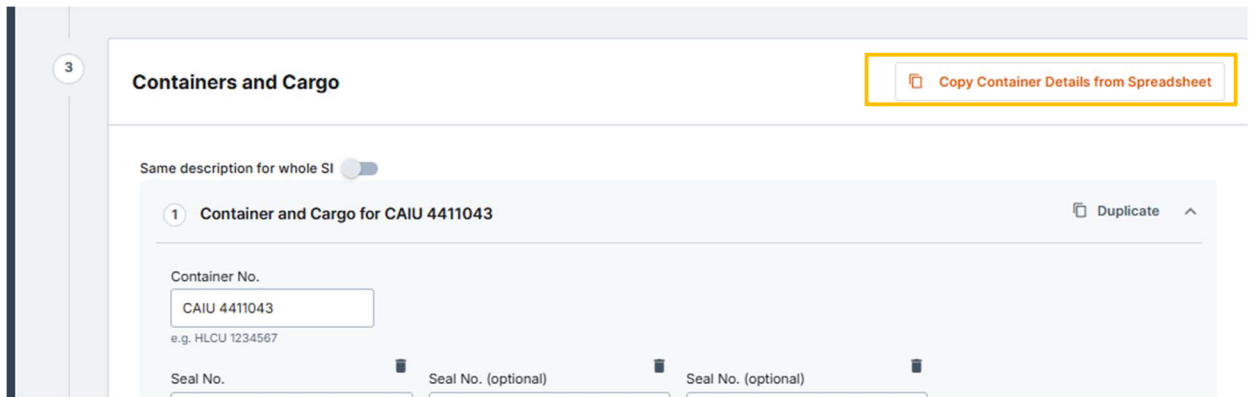 3
Containers and Cargo
Copy Container Details from Spreadsheet
Same description for whole SI
1 Container and Cargo for CAIU 4411043
Duplicate
Container No.
CAIU 4411043
e.g. HLCU 1234567
Seal No.
Seal No. (optional)
Seal No. (optional)